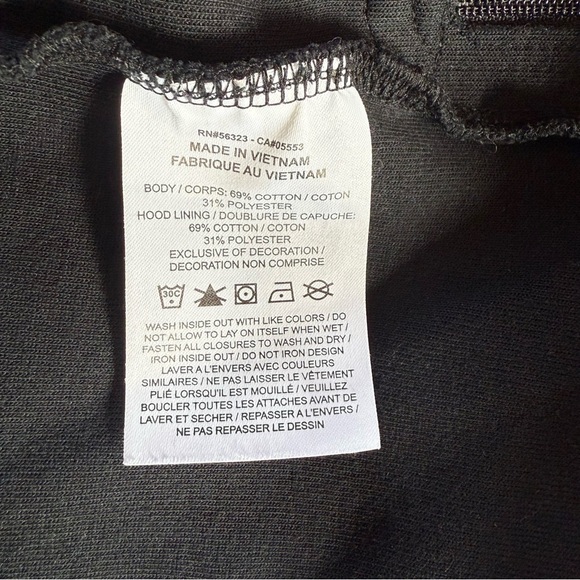 RN#56323 - CA#05553
MADE IN VIETNAM
FABRIQUE AU VIETNAM
BODY / CORPS: 69% COTTON / COTON
31% POLYESTER
HOOD LINING / DOUBLURE DE CAPUCHE:
69% COTTON / COTON
31% POLYESTER
EXCLUSIVE OF DECORATION /
DECORATION NON COMPRISE
30C
WASH INSIDE OUT WITH LIKE COLORS / DO
NOT ALLOW TO LAY ON ITSELF WHEN WET /
FASTEN ALL CLOSURES TO WASH AND DRY /
IRON INSIDE OUT / DO NOT IRON DESIGN
LAVER A L'ENVERS AVEC COULEURS
SIMILAIRES / NE PAS LAISSER LE VÊTEMENT
PLIÉ LORSQU'IL EST MOUILLÉ / VEUILLEZ
BOUCLER TOUTES LES ATTACHES AVANT DE
LAVER ET SECHER / REPASSER A L'ENVERS /
NE PAS REPASSER LE DESSIN